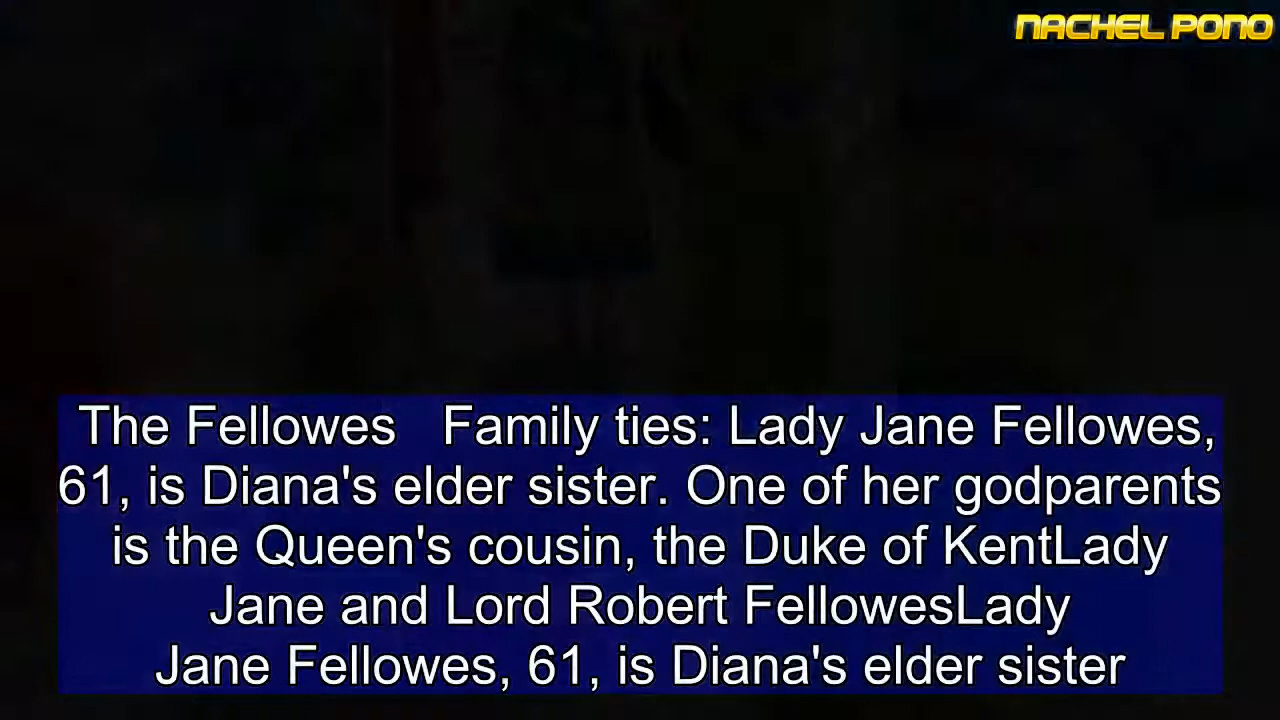 NACHEL PONO
The Fellowes   Family ties: Lady Jane Fellowes,
61, is Diana's elder sister. One of her godparents
is the Queen's cousin, the Duke of KentLady
Jane and Lord Robert FellowesLady
Jane Fellowes, 61, is Diana's elder sister